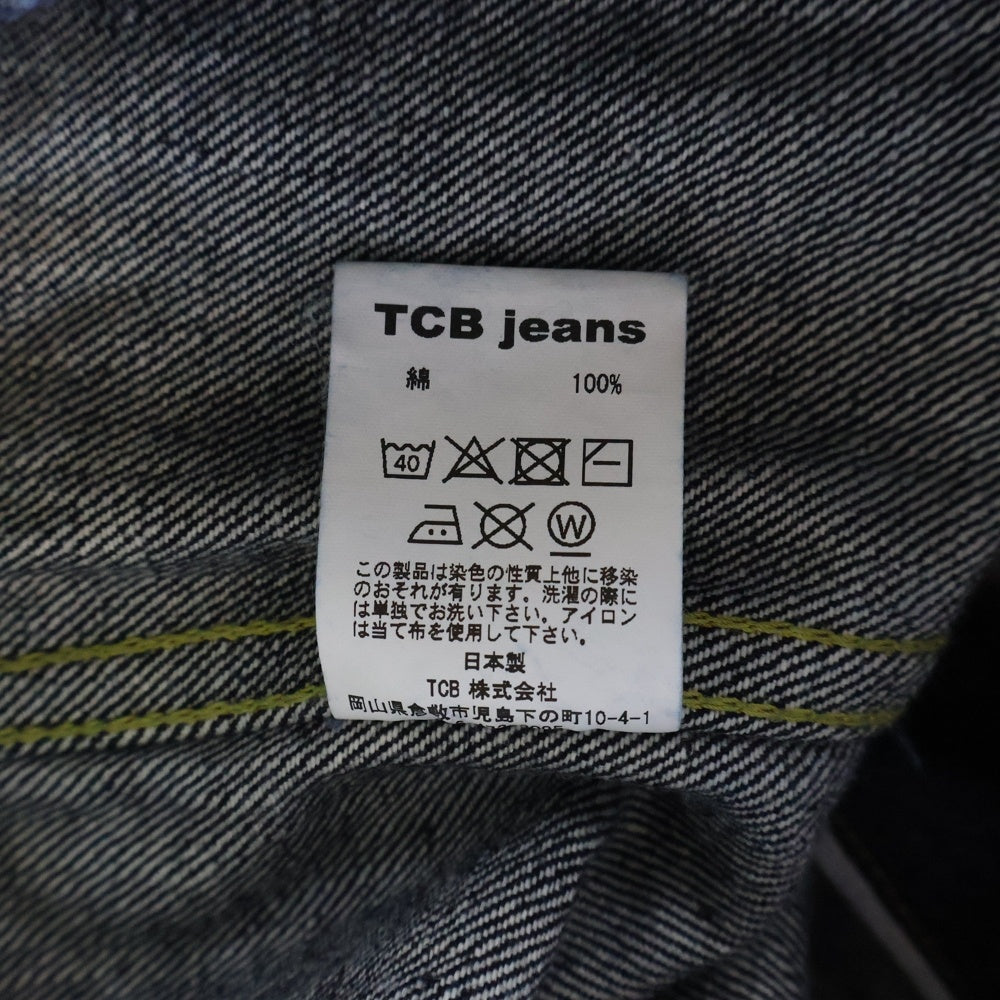 TCB jeans
綿 100%
40
W
この製品は染色の性質上他に移染
のおそれが有ります。洗濯の際に
は単独でお洗い下さい。アイロン
は当て布を使用して下さい。
日本製
TCB 株式会社
岡山県倉敷市児島下の町10-4-1